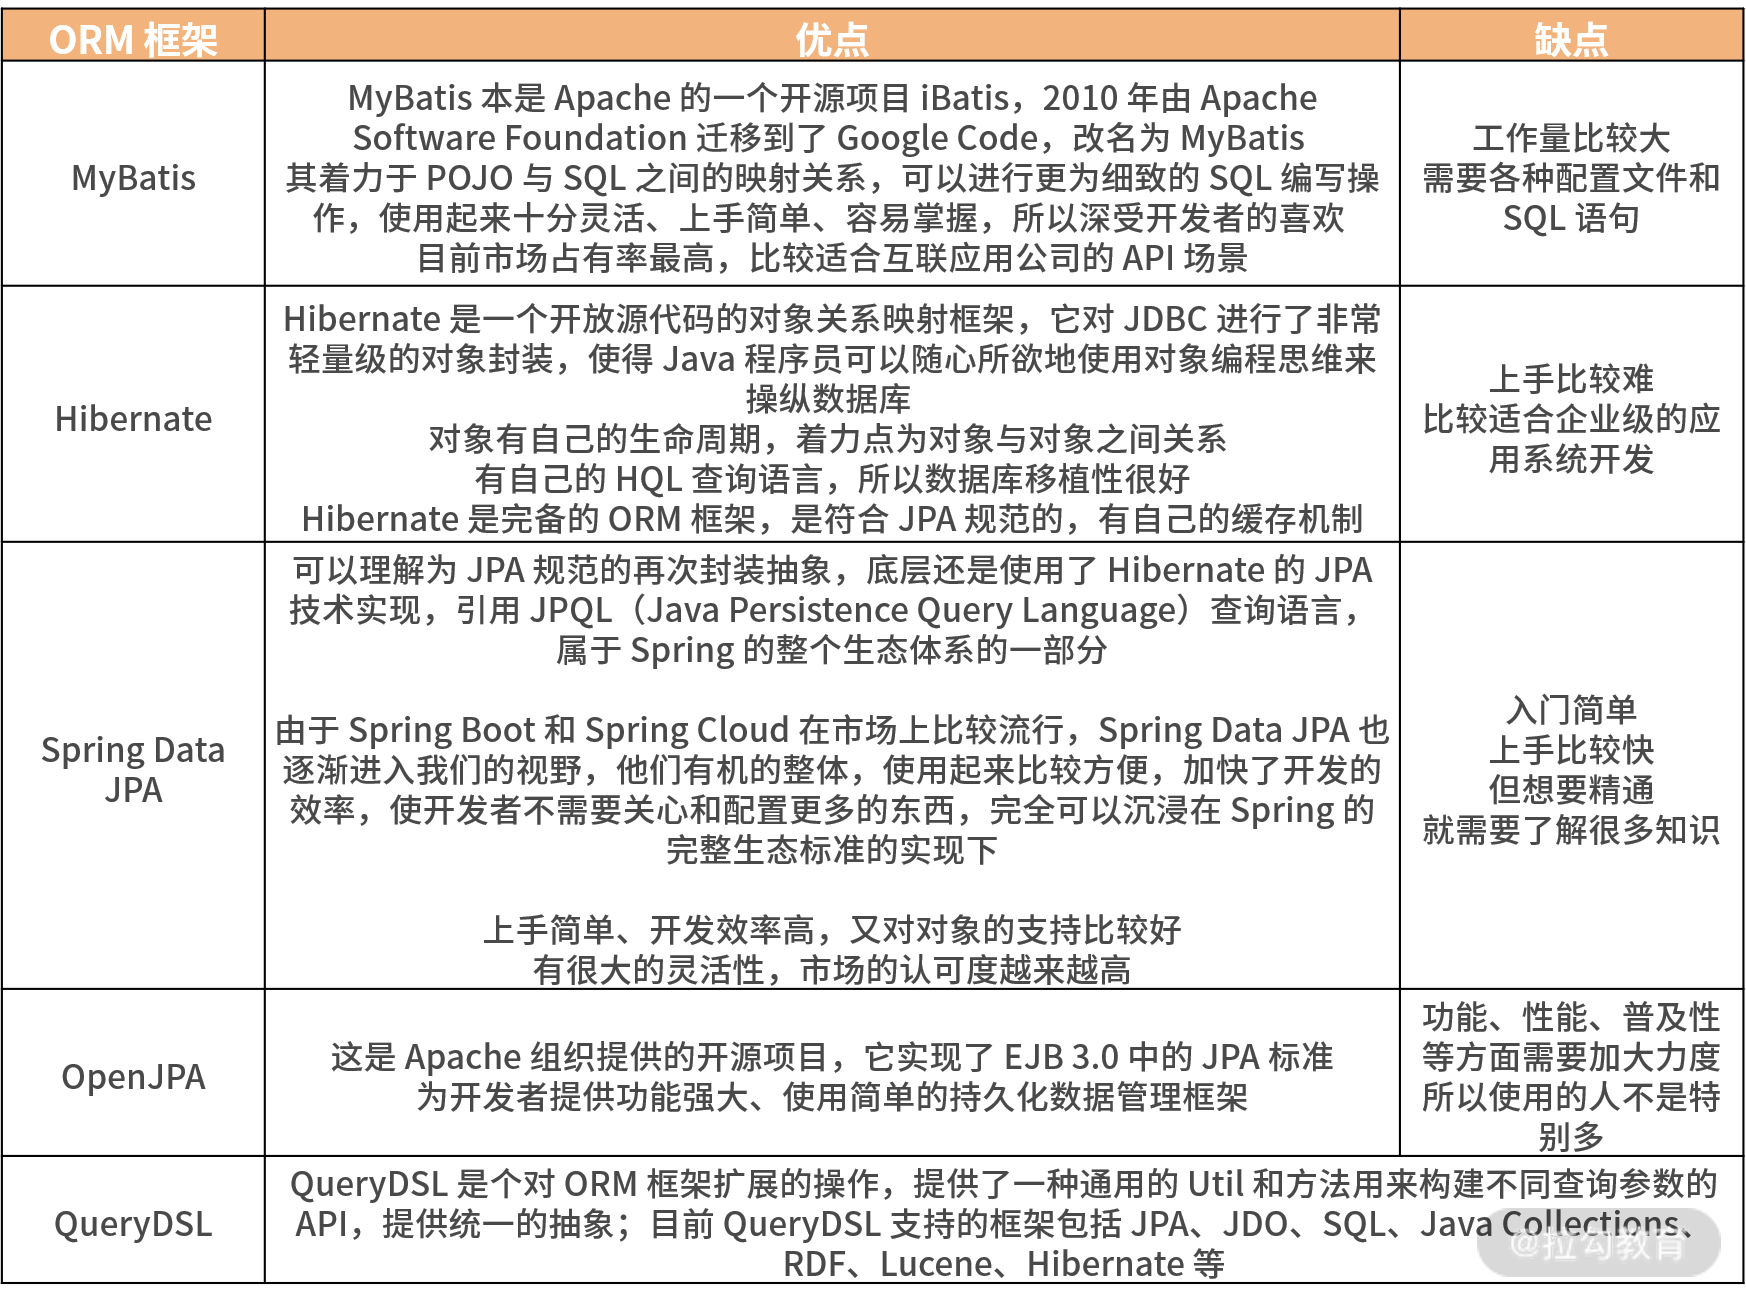 ORM 框架
优点
缺点
MyBatis
MyBatis 本是 Apache 的一个开源项目 iBatis，2010 年由 Apache
Software Foundation 迁移到了 Google Code，改名为 MyBatis
其着力于 POJO 与 SQL 之间的映射关系，可以进行更为细致的 SQL 编写操
作，使用起来十分灵活、上手简单、容易掌握，所以深受开发者的喜欢
目前市场占有率最高，比较适合互联应用公司的 API 场景
工作量比较大
需要各种配置文件和
SQL 语句
Hibernate
Hibernate 是一个开放源代码的对象关系映射框架，它对 JDBC 进行了非常
轻量级的对象封装，使得 Java 程序员可以随心所欲地使用对象编程思维来
操纵数据库
对象有自己的生命周期，着力点为对象与对象之间关系
有自己的 HQL 查询语言，所以数据库移植性很好
Hibernate 是完备的 ORM 框架，是符合 JPA 规范的，有自己的缓存机制
上手比较难
比较适合企业级的应
用系统开发
Spring Data
JPA
可以理解为 JPA 规范的再次封装抽象，底层还是使用了 Hibernate 的 JPA
技术实现，引用 JPQL（Java Persistence Query Language）查询语言，
属于 Spring 的整个生态体系的一部分
由于 Spring Boot 和 Spring Cloud 在市场上比较流行，Spring Data JPA 也
逐渐进入我们的视野，他们有机的整体，使用起来比较方便，加快了开发的
效率，使开发者不需要关心和配置更多的东西，完全可以沉浸在 Spring 的
完整生态标准的实现下
上手简单、开发效率高，又对对象的支持比较好
有很大的灵活性，市场的认可度越来越高
入门简单
上手比较快
但想要精通
就需要了解很多知识
OpenJPA
这是 Apache 组织提供的开源项目，它实现了 EJB 3.0 中的 JPA 标准
为开发者提供功能强大、使用简单的持久化数据管理框架
功能、性能、普及性
等方面需要加大力度
所以使用的人不是特
别多
QueryDSL
QueryDSL 是个对 ORM 框架扩展的操作，提供了一种通用的 Util 和方法用来构建不同查询参数的
API，提供统一的抽象；目前 QueryDSL 支持的框架包括 JPA、JDO、SQL、Java Collections、
RDF、Lucene、Hibernate 等
@拉勾教育